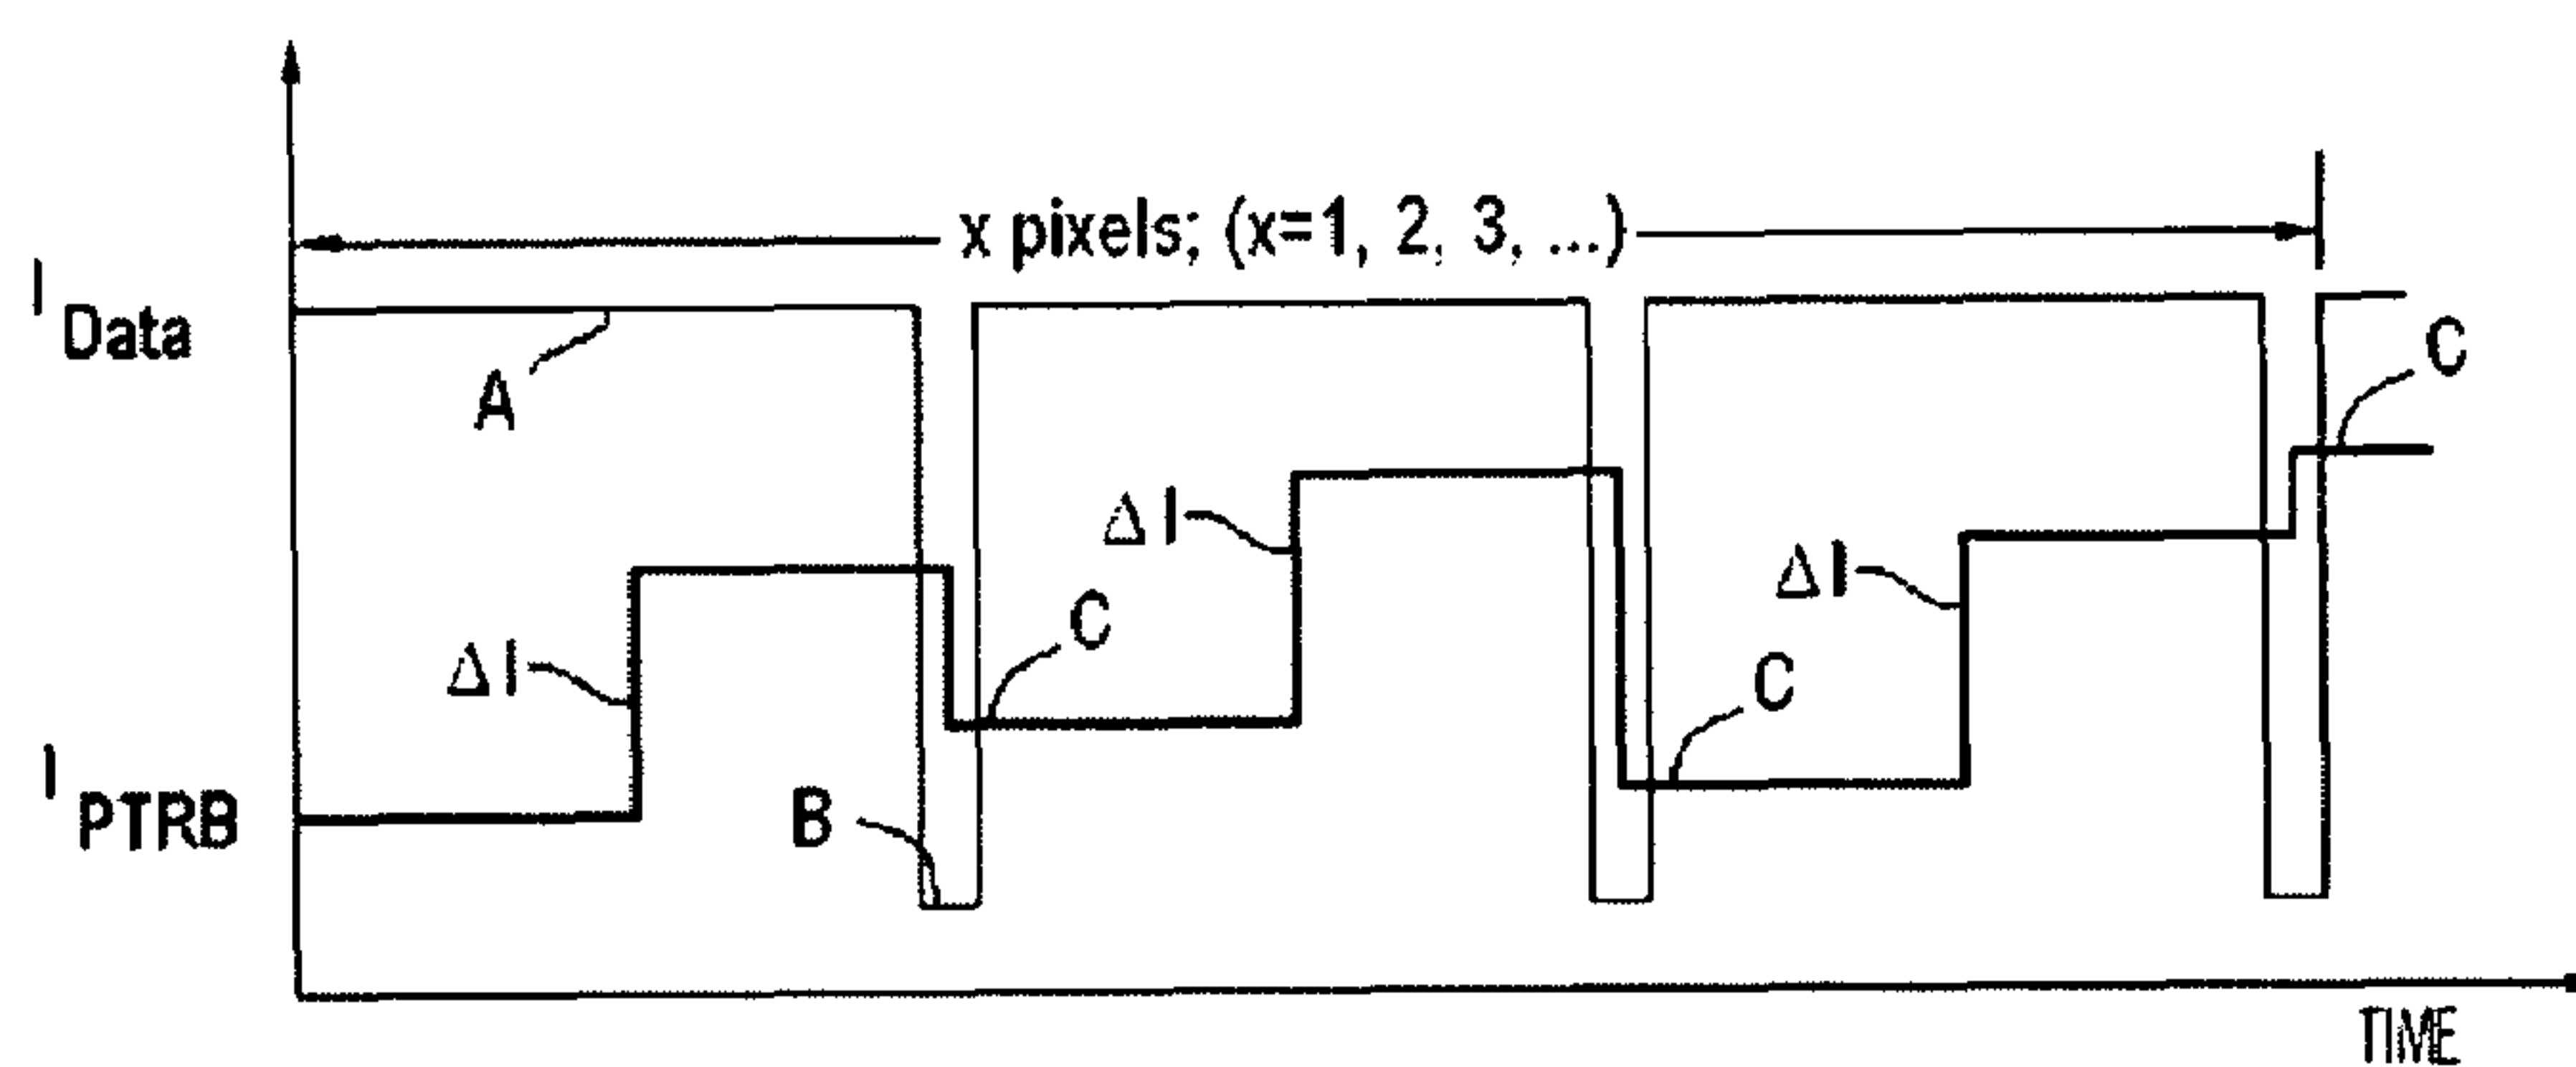 x pixels; (x=1, 2, 3, ...)
I Data
A
C
ΔI
ΔI
C
ΔI
C
I PTRB
B
TIME